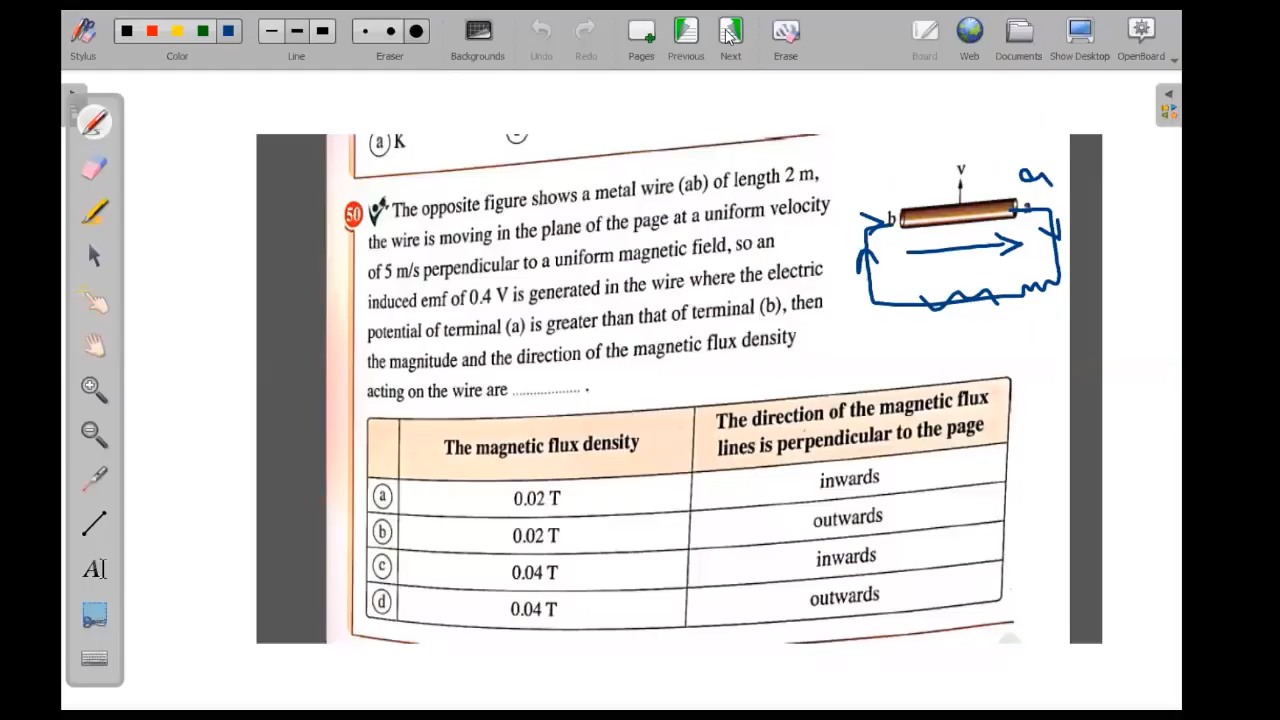 Stylus
Color
Line
Eraser
Backgrounds
Undo
Redo
Pages
Previous
Next
Erase
Board
Web
Documents
Show Desktop
OpenBoard
(a) K
50 The opposite figure shows a metal wire (ab) of length 2 m,
the wire is moving in the plane of the page at a uniform velocity
of 5 m/s perpendicular to a uniform magnetic field, so an
induced emf of 0.4 V is generated in the wire where the electric
potential of terminal (a) is greater than that of terminal (b), then
the magnitude and the direction of the magnetic flux density
acting on the wire are .................. .
v
b
a
The magnetic flux density
The direction of the magnetic flux
lines is perpendicular to the page
(a) 0.02 T inwards
(b) 0.02 T outwards
(c) 0.04 T inwards
(d) 0.04 T outwards